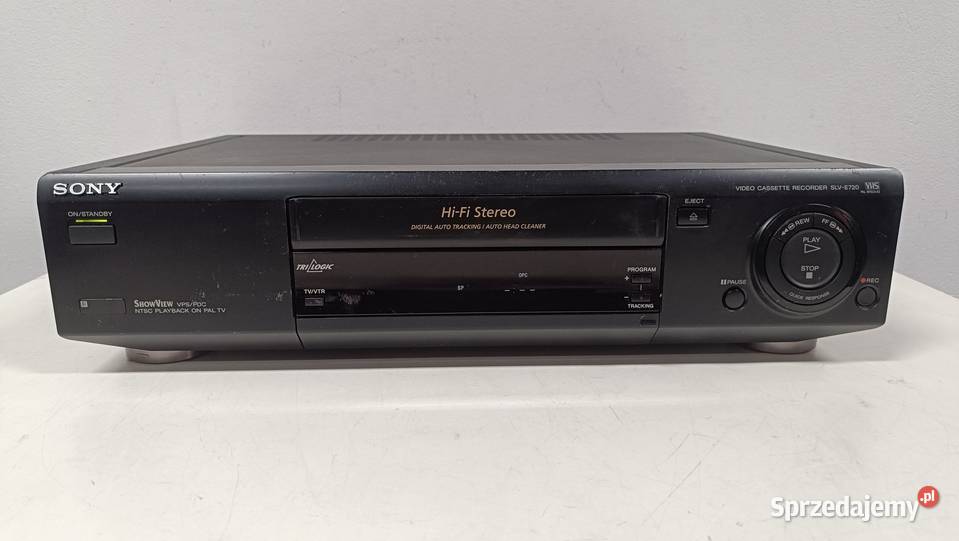 SONY
ON/STANDBY
Hi-Fi Stereo
DIGITAL AUTO TRACKING / AUTO HEAD CLEANER
EJECT
VIDEO CASSETTE RECORDER SLV-E720 VHS
REW FF
PLAY
STOP
QUICK RESPONSE
PAUSE
REC
TRILOGIC
TV/VTR
SP
OPC
-:--
PROGRAM
+
-
TRACKING
SHOWVIEW VPS/PDC
NTSC PLAYBACK ON PAL TV
Sprzedajemy.pl